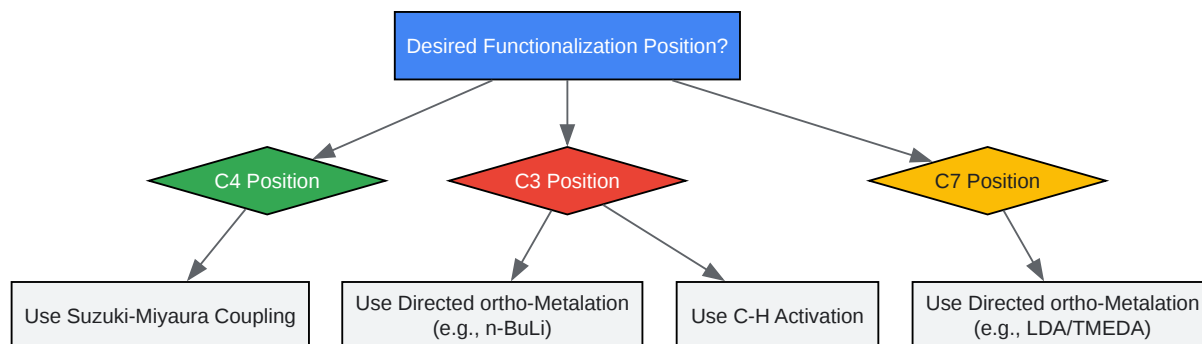 Desired Functionalization Position?
C4 Position
C3 Position
C7 Position
Use Suzuki-Miyaura Coupling
Use Directed ortho-Metalation
(e.g., n-BuLi)
Use C-H Activation
Use Directed ortho-Metalation
(e.g., LDA/TMEDA)